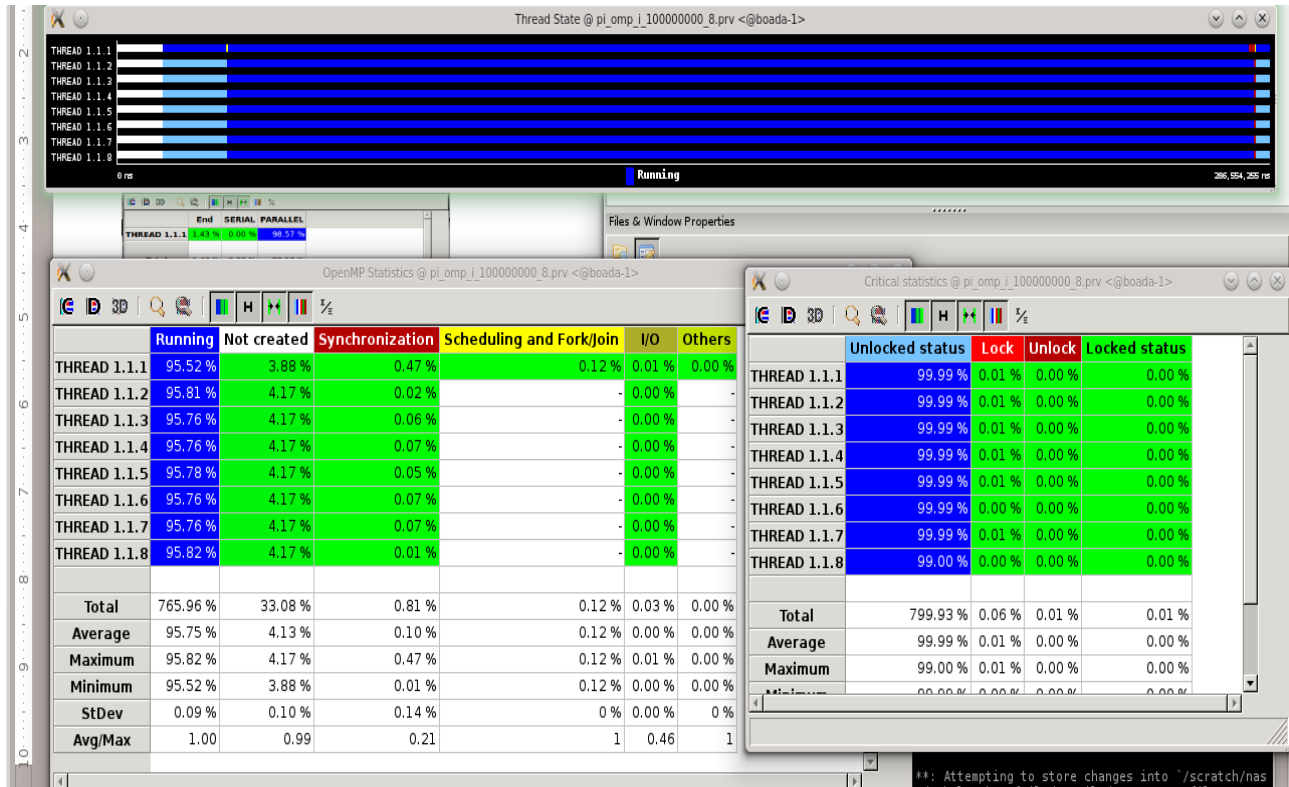 Thread State @ pi_omp_i_100000000_8.prv <@boada-1>
THREAD 1.1.1
THREAD 1.1.2
THREAD 1.1.3
THREAD 1.1.4
THREAD 1.1.5
THREAD 1.1.6
THREAD 1.1.7
THREAD 1.1.8
0 ns Running 286,554,255 ns
3D
End SERIAL PARALLEL
THREAD 1.1.1 1.43 % 0.00 % 98.57 %
Files & Window Properties
OpenMP Statistics @ pi_omp_i_100000000_8.prv <@boada-1>
3D H ½
Running Not created Synchronization Scheduling and Fork/Join I/O Others
THREAD 1.1.1 95.52 % 3.88 % 0.47 % 0.12 % 0.01 % 0.00 %
THREAD 1.1.2 95.81 % 4.17 % 0.02 % - 0.00 % -
THREAD 1.1.3 95.76 % 4.17 % 0.06 % - 0.00 % -
THREAD 1.1.4 95.76 % 4.17 % 0.07 % - 0.00 % -
THREAD 1.1.5 95.78 % 4.17 % 0.05 % - 0.00 % -
THREAD 1.1.6 95.76 % 4.17 % 0.07 % - 0.00 % -
THREAD 1.1.7 95.76 % 4.17 % 0.07 % - 0.00 % -
THREAD 1.1.8 95.82 % 4.17 % 0.01 % - 0.00 % -
Total 765.96 % 33.08 % 0.81 % 0.12 % 0.03 % 0.00 %
Average 95.75 % 4.13 % 0.10 % 0.12 % 0.00 % 0.00 %
Maximum 95.82 % 4.17 % 0.47 % 0.12 % 0.01 % 0.00 %
Minimum 95.52 % 3.88 % 0.01 % 0.12 % 0.00 % 0.00 %
StDev 0.09 % 0.10 % 0.14 % 0 % 0.00 % 0 %
Avg/Max 1.00 0.99 0.21 1 0.46 1
Critical statistics @ pi_omp_i_100000000_8.prv <@boada-1>
3D H ½
Unlocked status Lock Unlock Locked status
THREAD 1.1.1 99.99 % 0.01 % 0.00 % 0.00 %
THREAD 1.1.2 99.99 % 0.01 % 0.00 % 0.00 %
THREAD 1.1.3 99.99 % 0.01 % 0.00 % 0.00 %
THREAD 1.1.4 99.99 % 0.01 % 0.00 % 0.00 %
THREAD 1.1.5 99.99 % 0.01 % 0.00 % 0.00 %
THREAD 1.1.6 99.99 % 0.00 % 0.00 % 0.00 %
THREAD 1.1.7 99.99 % 0.01 % 0.00 % 0.00 %
THREAD 1.1.8 99.00 % 0.00 % 0.00 % 0.00 %
Total 799.93 % 0.06 % 0.01 % 0.01 %
Average 99.99 % 0.01 % 0.00 % 0.00 %
Maximum 99.00 % 0.01 % 0.00 % 0.00 %
**: Attempting to store changes into `/scratch/nas
2
3
4
5
6
7
8
9
10